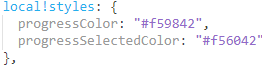 local!styles: {
  progressColor: "#f59842",
  progressSelectedColor: "#f56042"
},